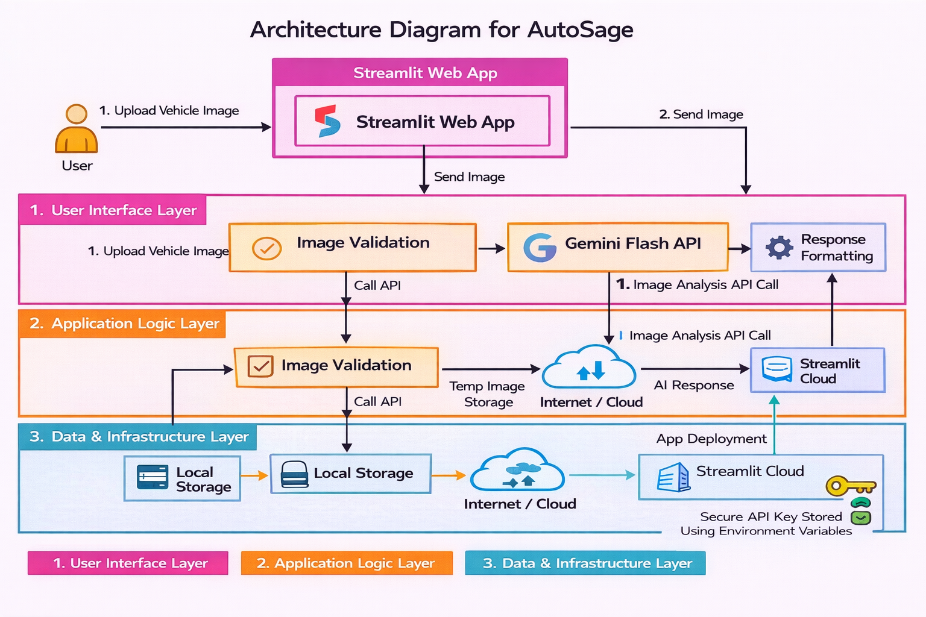 Architecture Diagram for AutoSage
Streamlit Web App
Streamlit Web App
1. Upload Vehicle Image
2. Send Image
User
Send Image
1. User Interface Layer
1. Upload Vehicle Image
Image Validation
Gemini Flash API
Response
Formatting
Call API
1. Image Analysis API Call
2. Application Logic Layer
Image Analysis API Call
Image Validation
Streamlit
Cloud
Temp Image
Storage
AI Response
Internet / Cloud
Call API
3. Data & Infrastructure Layer
App Deployment
Local
Storage
Local Storage
Streamlit Cloud
Internet / Cloud
Secure API Key Stored
Using Environment Variables
1. User Interface Layer
2. Application Logic Layer
3. Data & Infrastructure Layer